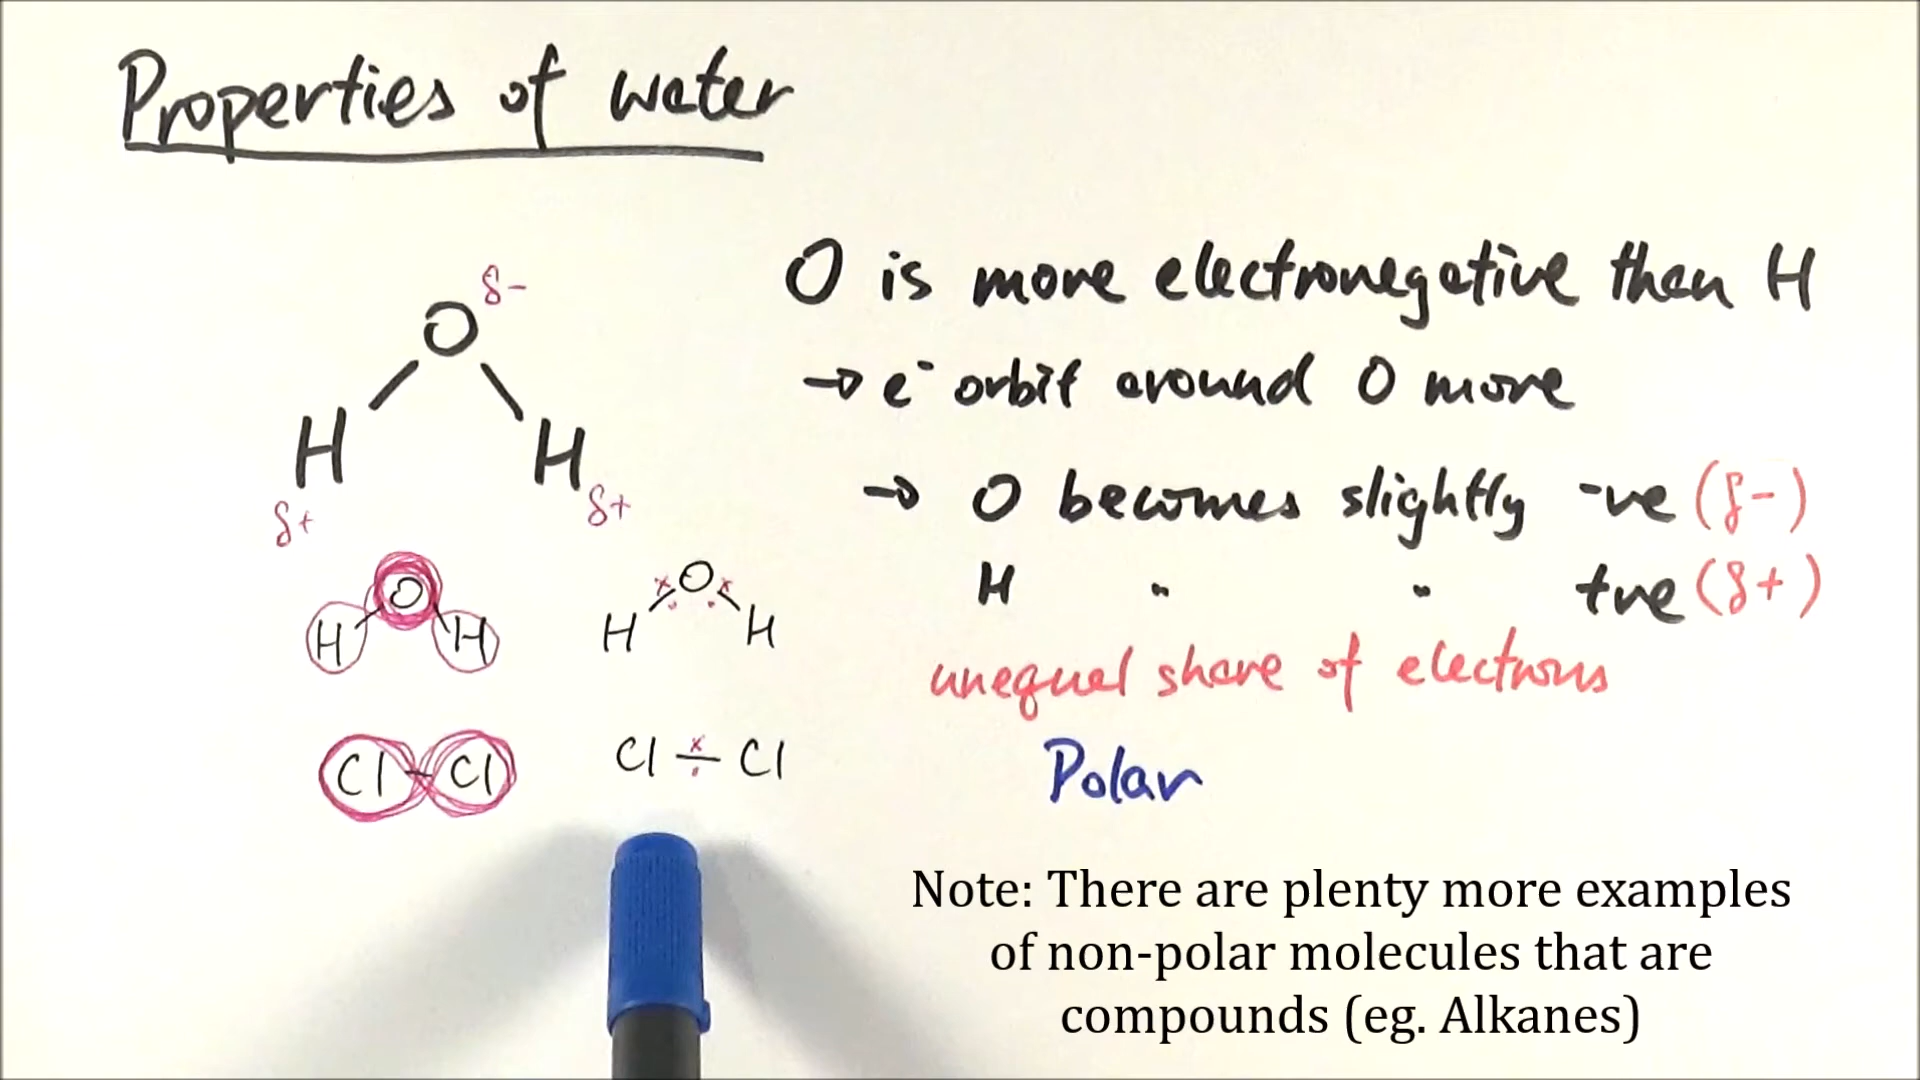 Properties of water
δ-
O
H H
δ+ δ+
O is more electronegative than H
→ e⁻ orbit around O more
→ O becomes slightly -ve (δ-)
H " " +ve (δ+)
unequal share of electrons
Polar
O
H H
x O x
H H
Cl - Cl
Cl x Cl
Note: There are plenty more examples
of non-polar molecules that are
compounds (eg. Alkanes)